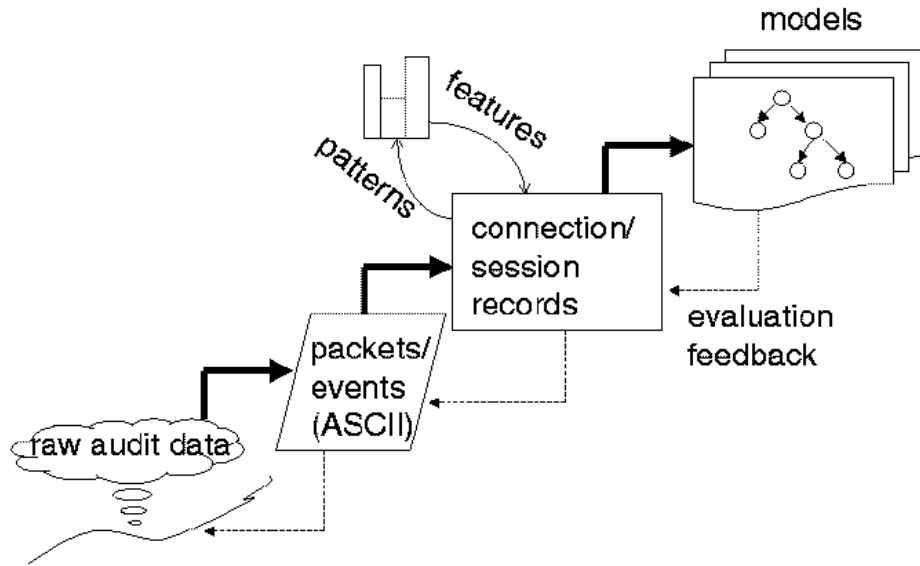 models
features
patterns
connection/
session
records
evaluation
feedback
packets/
events
(ASCII)
raw audit data